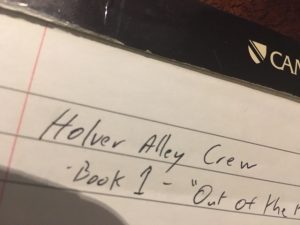 CAM
Holver Alley Crew
- Book 1 - "Out of the